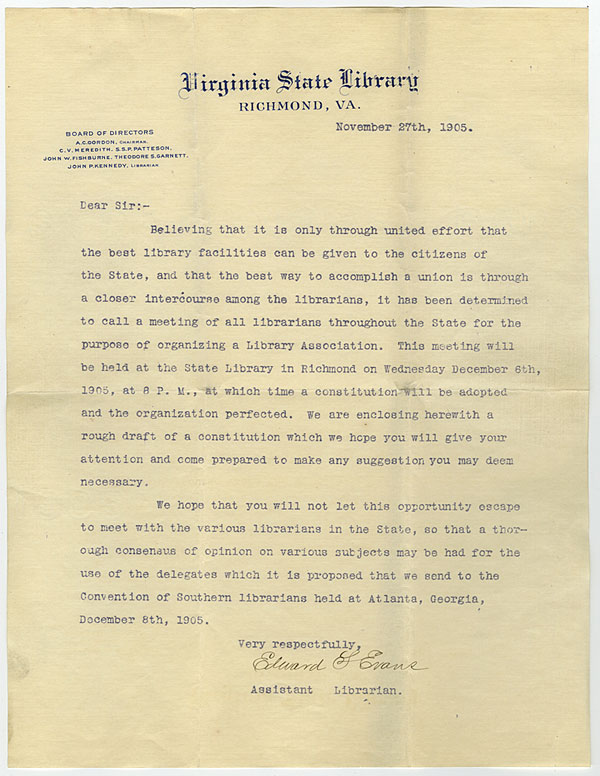 Virginia State Library
RICHMOND, VA.
November 27th, 1905.
BOARD OF DIRECTORS
A.C. GORDON, CHAIRMAN.
C.V. MEREDITH. S.S.P. PATTESON.
JOHN W. FISHBURNE. THEODORE S. GARNETT.
JOHN P. KENNEDY, LIBRARIAN
Dear Sir:-
Believing that it is only through united effort that
the best library facilities can be given to the citizens of
the State, and that the best way to accomplish a union is through
a closer intercourse among the librarians, it has been determined
to call a meeting of all librarians throughout the State for the
purpose of organizing a Library Association. This meeting will
be held at the State Library in Richmond on Wednesday December 6th,
1905, at 8 P. M., at which time a constitution will be adopted
and the organization perfected. We are enclosing herewith a
rough draft of a constitution which we hope you will give your
attention and come prepared to make any suggestion you may deem
necessary.
We hope that you will not let this opportunity escape
to meet with the various librarians in the State, so that a thor-
ough consensus of opinion on various subjects may be had for the
use of the delegates which it is proposed that we send to the
Convention of Southern librarians held at Atlanta, Georgia,
December 8th, 1905.
Very respectfully,
Edward S Evans
Assistant Librarian.